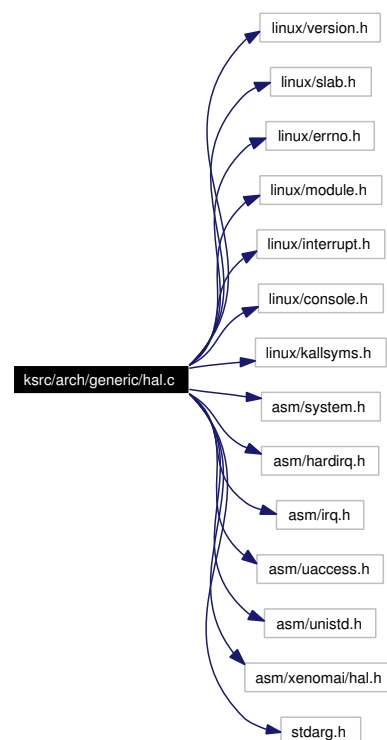 linux/version.h
linux/slab.h
linux/errno.h
linux/module.h
linux/interrupt.h
linux/console.h
linux/kallsyms.h
ksrc/arch/generic/hal.c
asm/system.h
asm/hardirq.h
asm/irq.h
asm/uaccess.h
asm/unistd.h
asm/xenomai/hal.h
stdarg.h